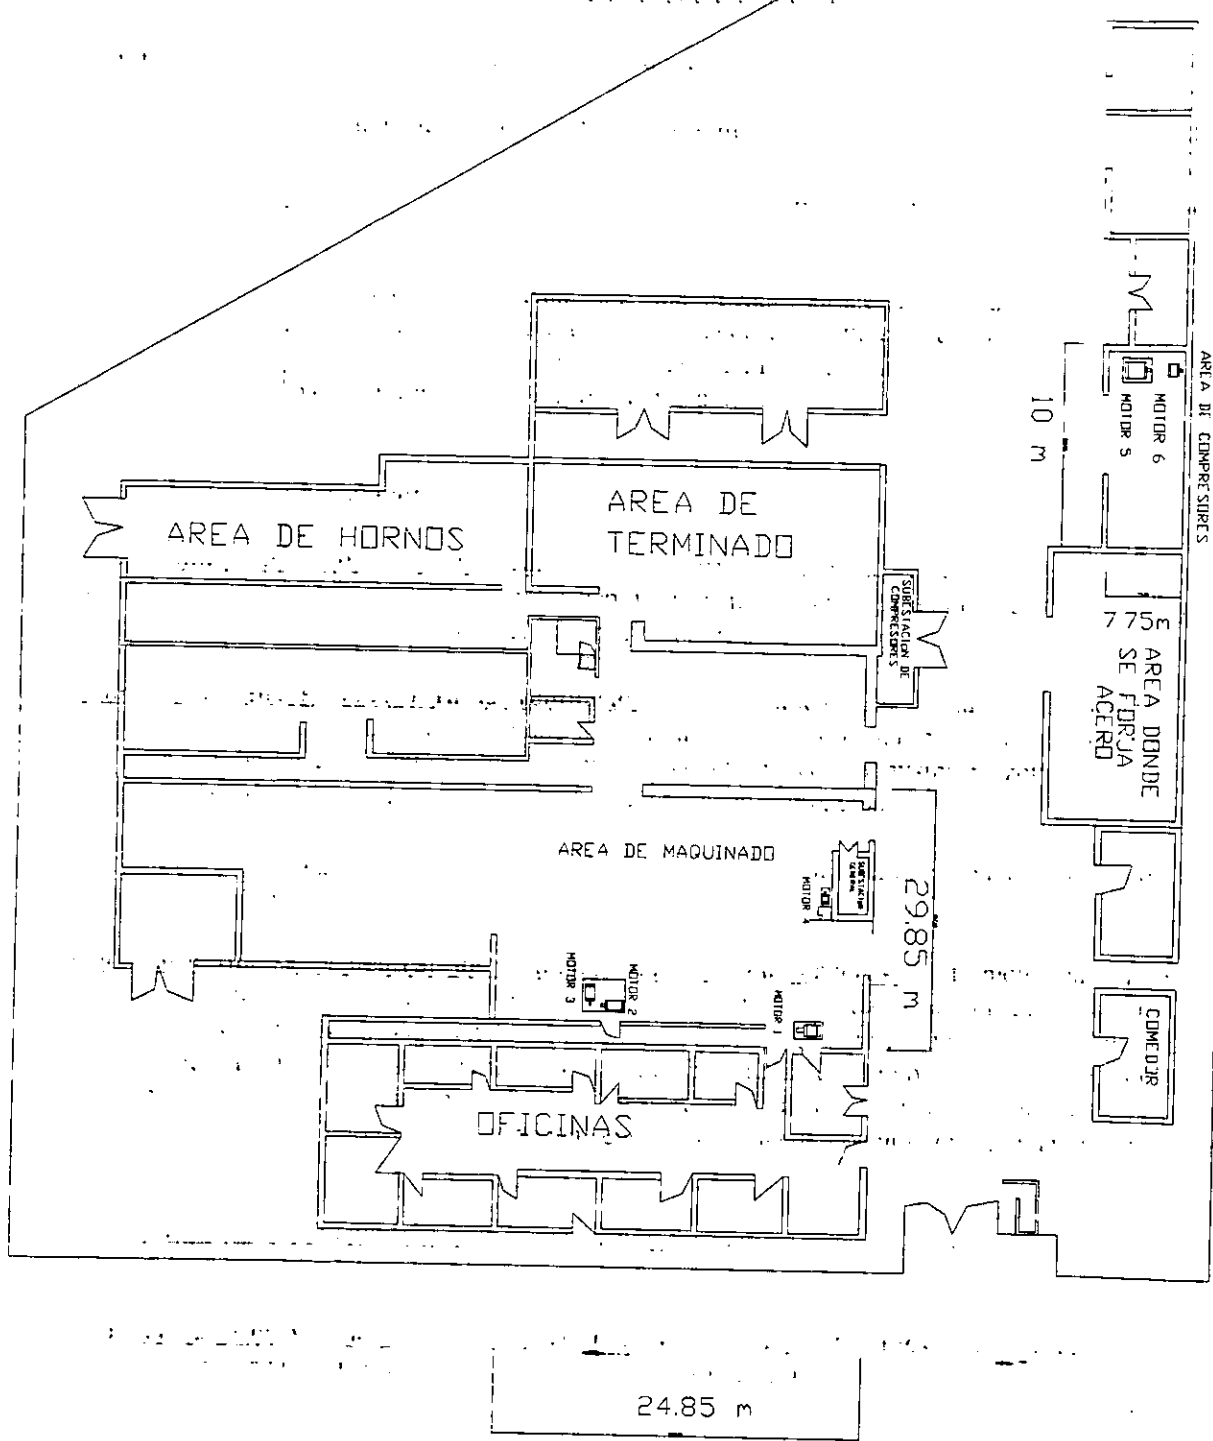 AREA DE COMPRESORES
MOTOR 6
MOTOR 5
10 m
AREA DE HORNOS
AREA DE
TERMINADO
SUBESTACION DE
COMPRESORES
7 75m
AREA DONDE
SE FORJA
ACERO
AREA DE MAQUINADO
SUBESTACION
GENERAL
MOTOR 4
29.85 m
MOTOR 3
MOTOR 2
MOTOR 1
COMEDOR
OFICINAS
24.85 m